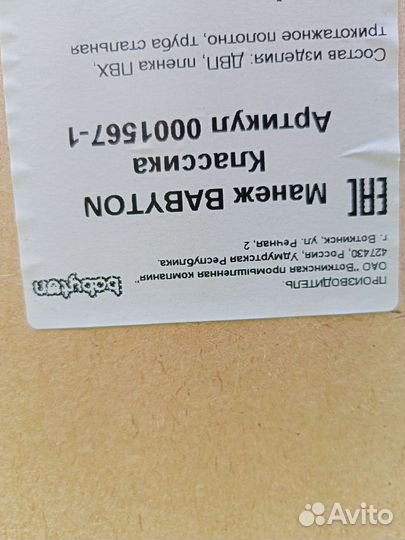 babyton
ПРОИЗВОДИТЕЛЬ:
ОАО "Воткинская промышленная компания"
427430, Россия, Удмуртская Республика.
г. Воткинск, ул. Речная, 2
ЕАС
Манеж BABYTON
Классика
Артикул 0001567-1
Состав изделия: ДВП, пленка ПВХ,
трикотажное полотно, труба стальная
Avito